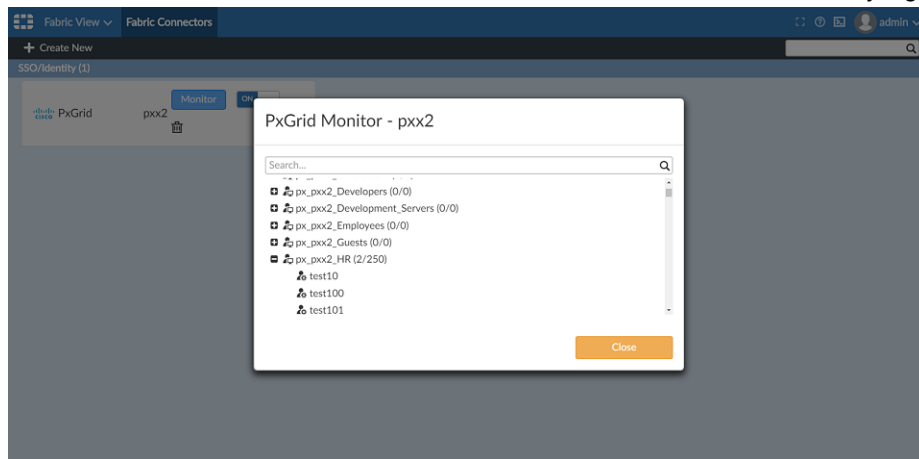 Fabric View Fabric Connectors admin
+ Create New
SSO/Identity (1)
cisco PxGrid pxx2 Monitor ON
PxGrid Monitor - pxx2
Search...
px_pxx2_Developers (0/0)
px_pxx2_Development_Servers (0/0)
px_pxx2_Employees (0/0)
px_pxx2_Guests (0/0)
px_pxx2_HR (2/250)
test10
test100
test101
Close